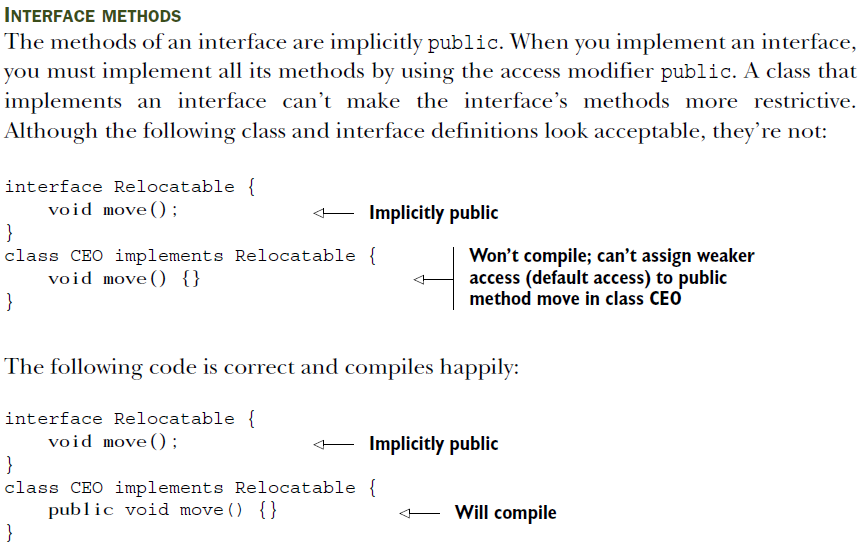 INTERFACE METHODS
The methods of an interface are implicitly public. When you implement an interface,
you must implement all its methods by using the access modifier public. A class that
implements an interface can't make the interface's methods more restrictive.
Although the following class and interface definitions look acceptable, they're not:
interface Relocatable {
void move(); Implicitly public
}
class CEO implements Relocatable {
void move() {}
}
Won't compile; can't assign weaker
access (default access) to public
method move in class CEO
The following code is correct and compiles happily:
interface Relocatable {
void move(); Implicitly public
}
class CEO implements Relocatable {
public void move() {} Will compile
}